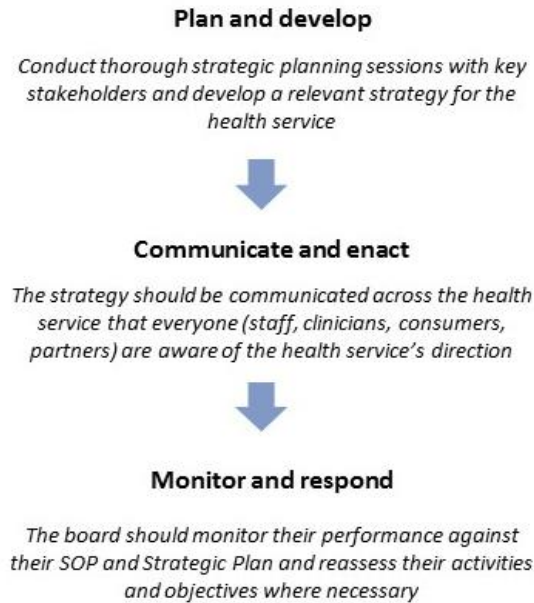 Plan and develop
Conduct thorough strategic planning sessions with key
stakeholders and develop a relevant strategy for the
health service
Communicate and enact
The strategy should be communicated across the health
service that everyone (staff, clinicians, consumers,
partners) are aware of the health service's direction
Monitor and respond
The board should monitor their performance against
their SOP and Strategic Plan and reassess their activities
and objectives where necessary